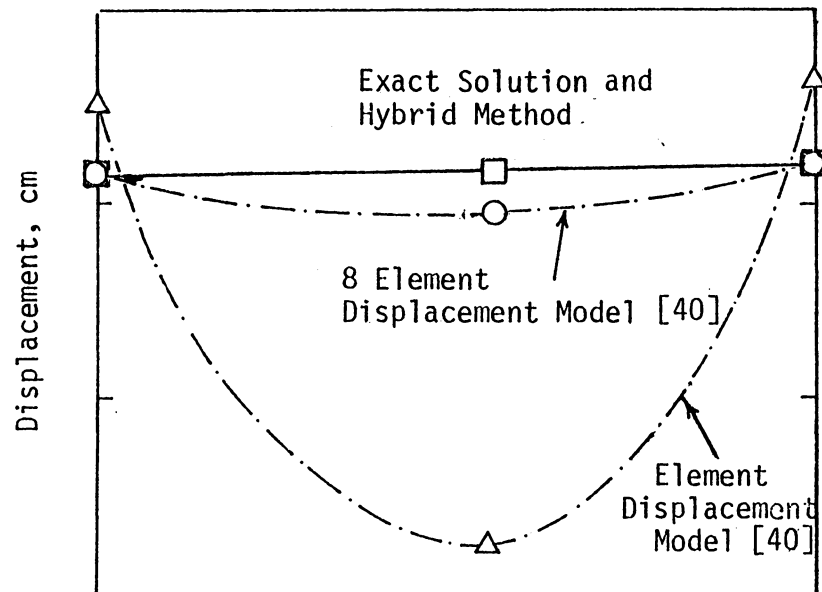 Exact Solution and
Hybrid Method
Displacement, cm
8 Element
Displacement Model [40]
Element
Displacement
Model [40]